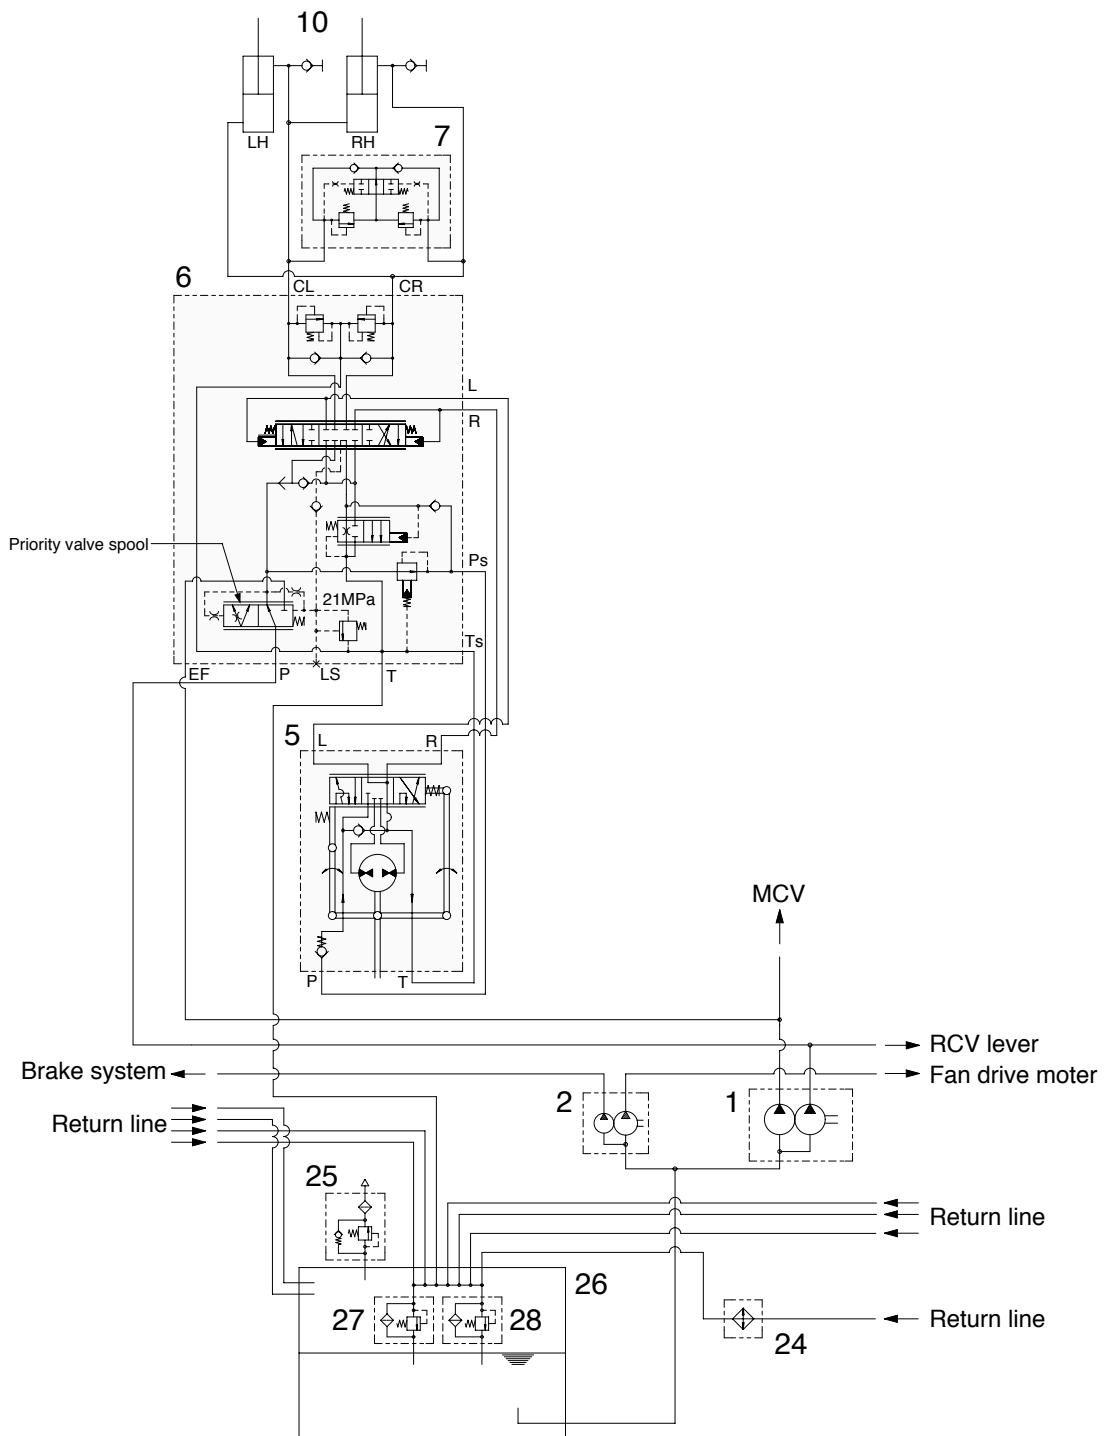 10
LH
RH
7
6
CL
CR
L
R
Priority valve spool
Ps
21MPa
Ts
EF
P
LS
T
5
L
R
P
T
MCV
RCV lever
Brake system
Fan drive moter
2
1
Return line
25
Return line
26
27
28
Return line
24